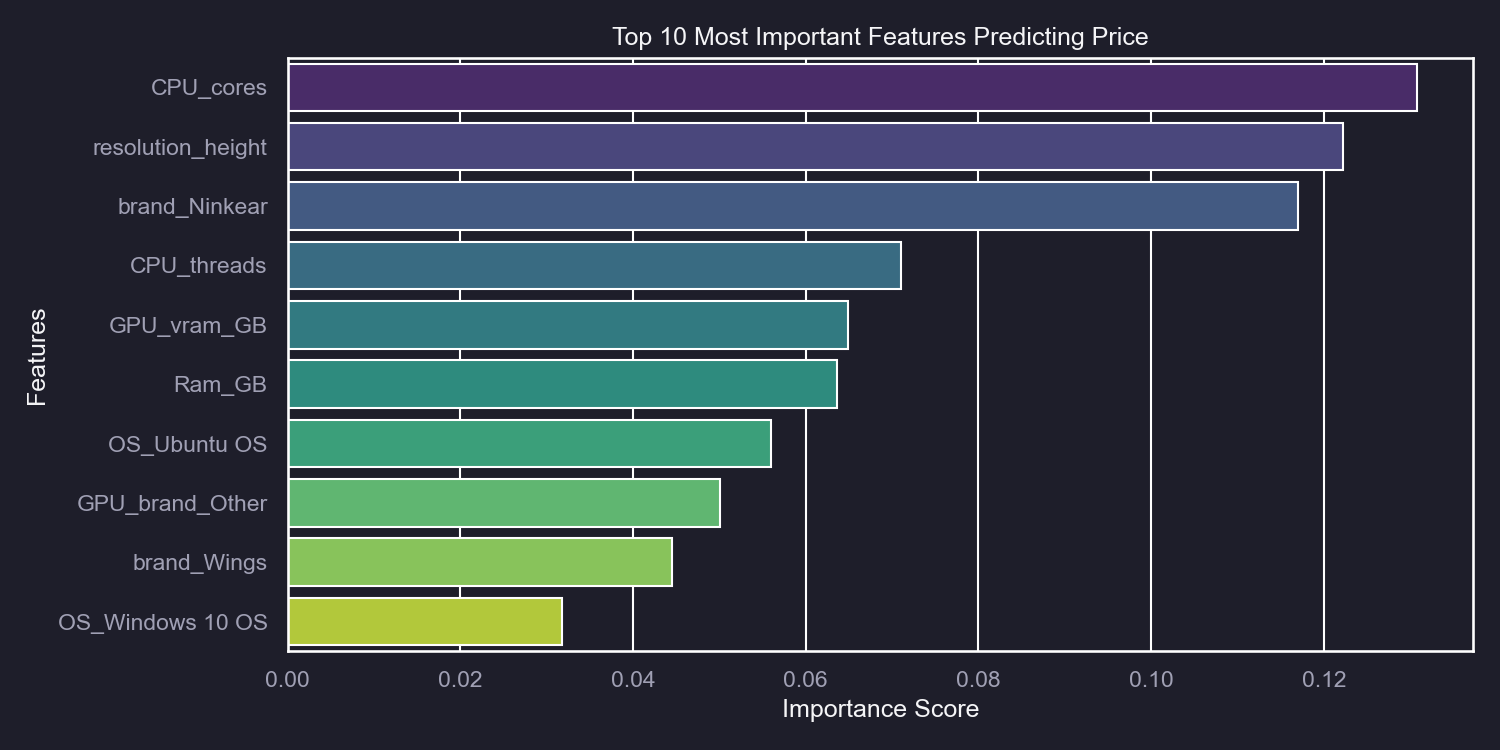 Top 10 Most Important Features Predicting Price
CPU_cores
resolution_height
brand_Ninkear
CPU_threads
GPU_vram_GB
Ram_GB
OS_Ubuntu OS
GPU_brand_Other
brand_Wings
OS_Windows 10 OS
Features
0.00 0.02 0.04 0.06 0.08 0.10 0.12
Importance Score